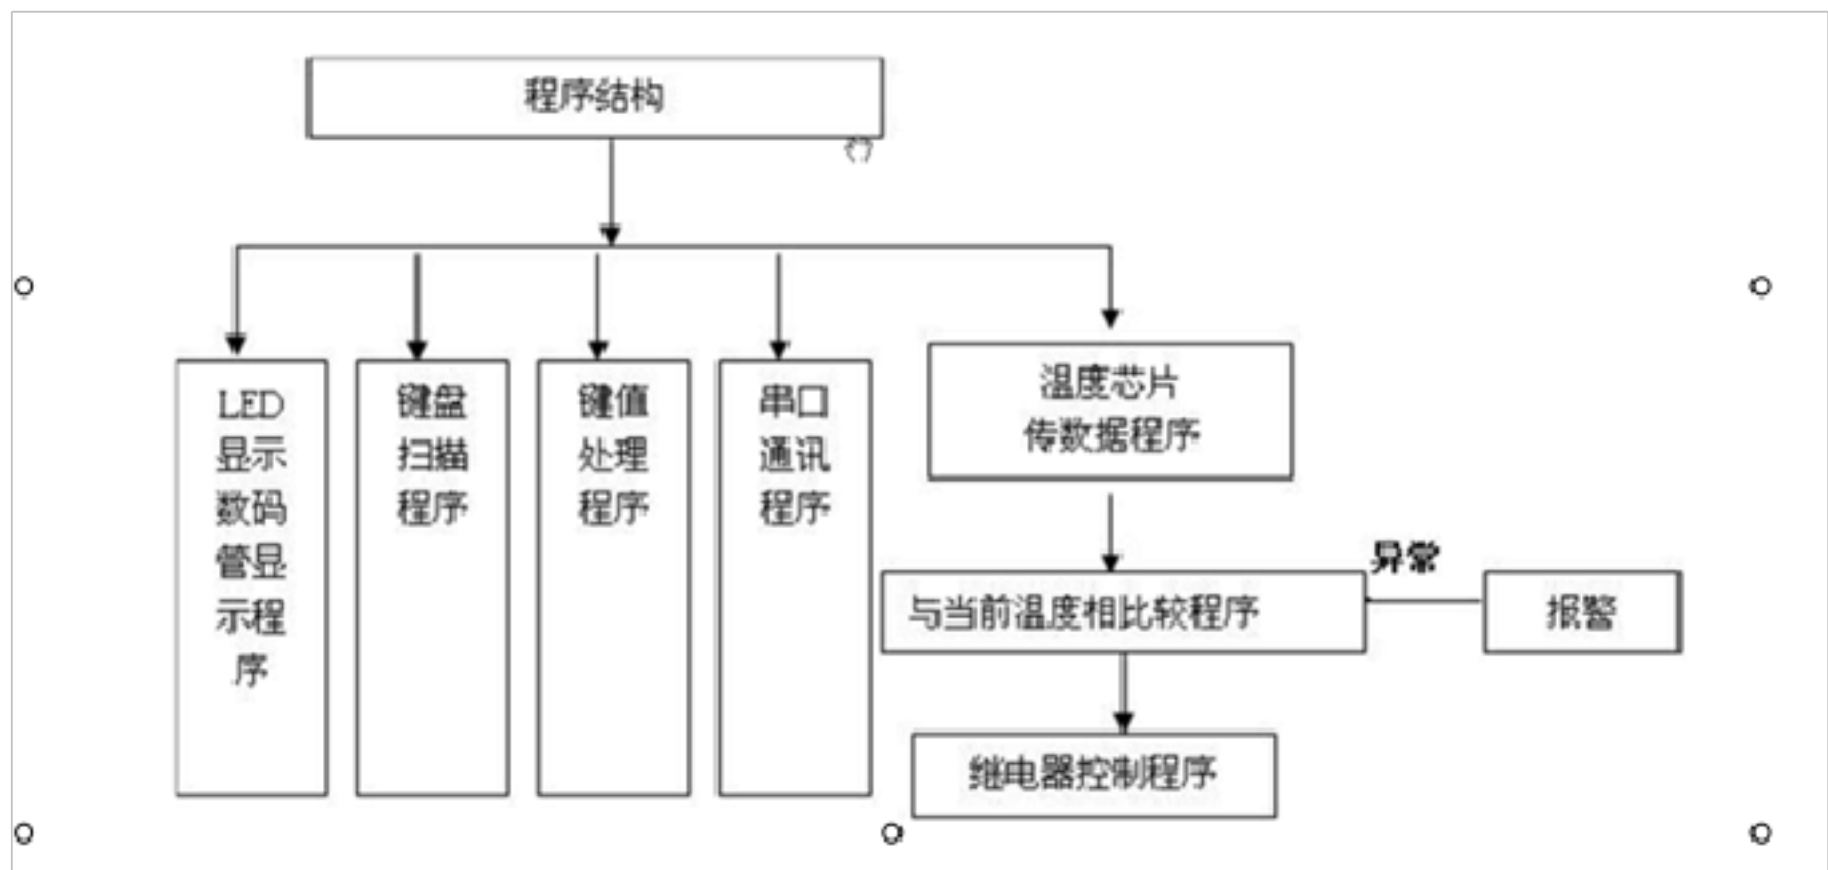 程序结构
LED
显示
数码
管显
示程
序
键盘
扫描
程序
键值
处理
程序
串口
通讯
程序
温度芯片
传数据程序
异常
与当前温度相比较程序
报警
继电器控制程序